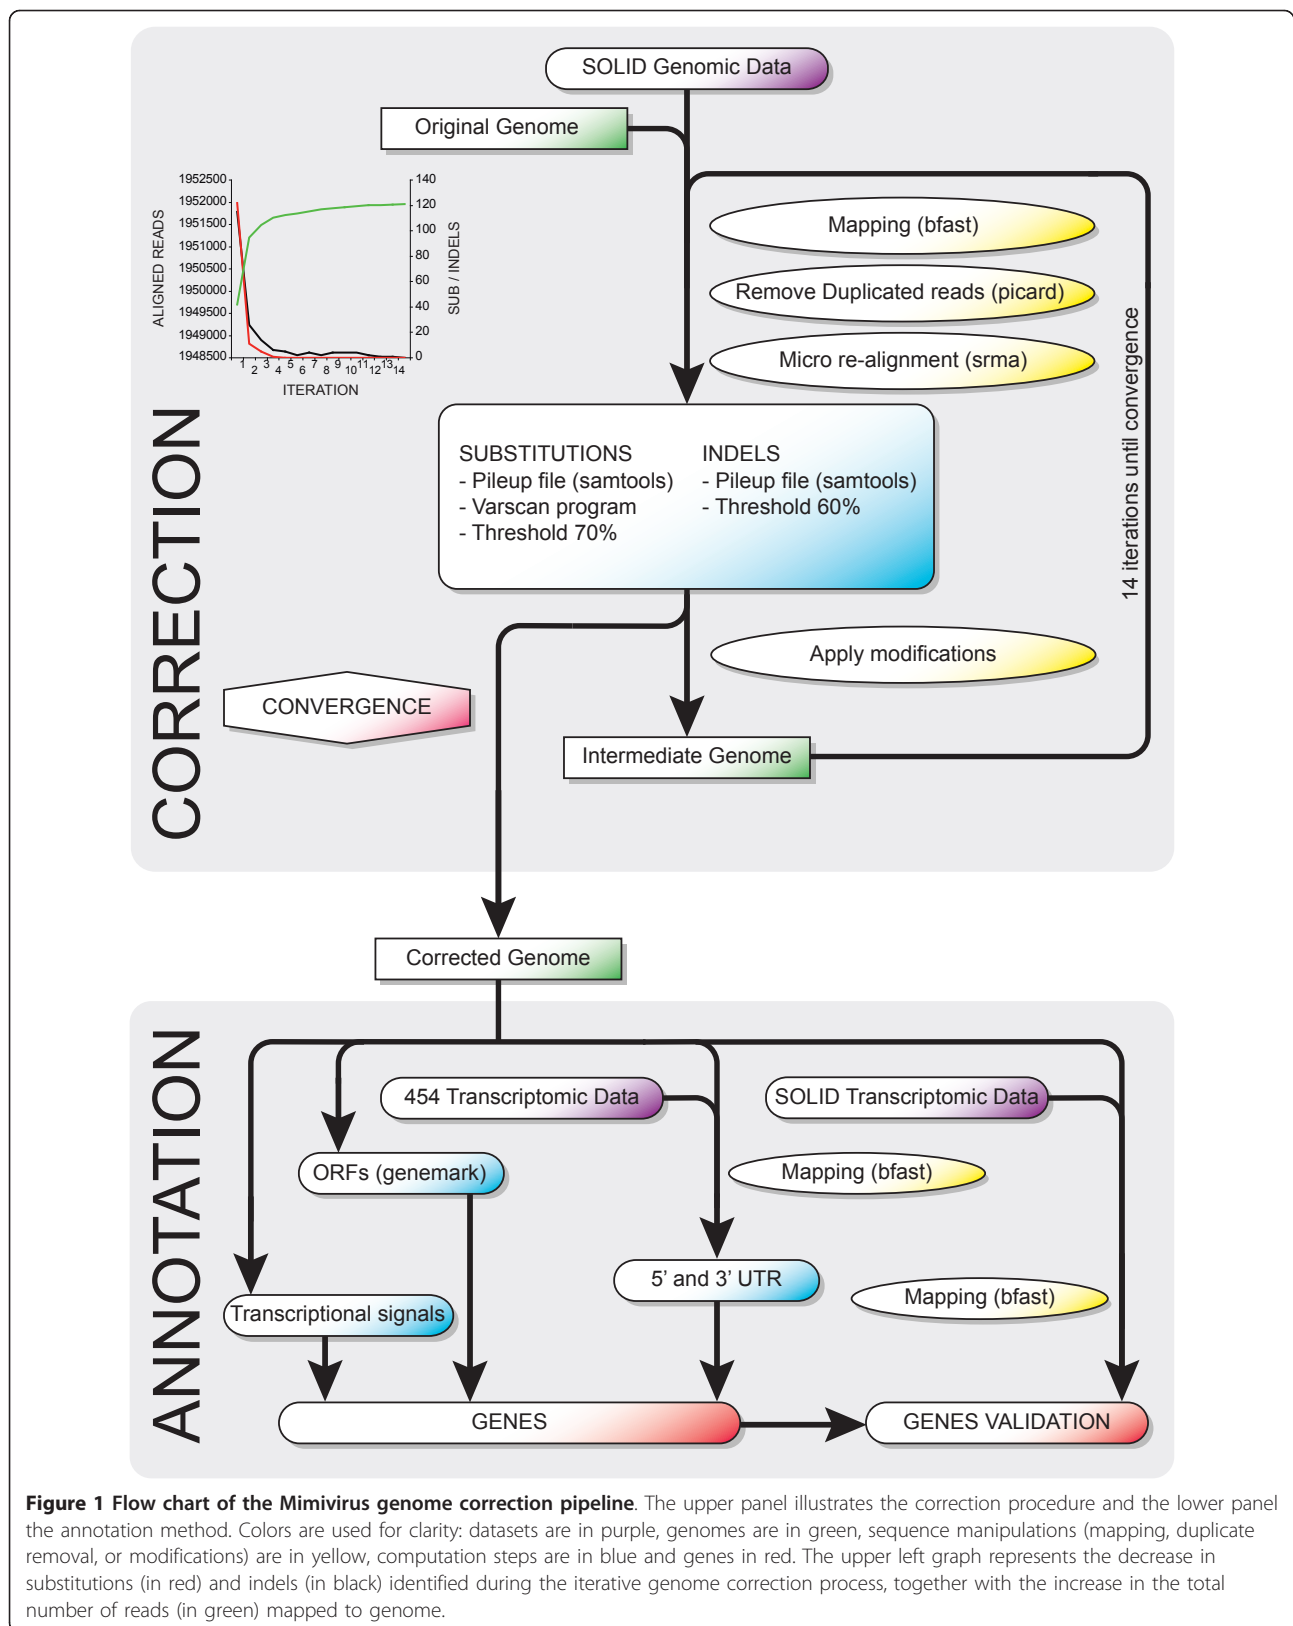 SOLID Genomic Data
Original Genome
1952500
1952000
1951500
1951000
1950500
1950000
1949500
1949000
1948500
ALIGNED READS
140
120
100
80
60
40
20
0
SUB / INDELS
1 2 3 4 5 6 7 8 9 10 11 12 13 14
ITERATION
Mapping (bfast)
Remove Duplicated reads (picard)
Micro re-alignment (srma)
14 iterations until convergence
SUBSTITUTIONS
- Pileup file (samtools)
- Varscan program
- Threshold 70%
INDELS
- Pileup file (samtools)
- Threshold 60%
CORRECTION
Apply modifications
CONVERGENCE
Intermediate Genome
Corrected Genome
ANNOTATION
454 Transcriptomic Data
SOLID Transcriptomic Data
ORFs (genemark)
Mapping (bfast)
5’ and 3’ UTR
Mapping (bfast)
Transcriptional signals
GENES
GENES VALIDATION
Figure 1 Flow chart of the Mimivirus genome correction pipeline. The upper panel illustrates the correction procedure and the lower panel
the annotation method. Colors are used for clarity: datasets are in purple, genomes are in green, sequence manipulations (mapping, duplicate
removal, or modifications) are in yellow, computation steps are in blue and genes in red. The upper left graph represents the decrease in
substitutions (in red) and indels (in black) identified during the iterative genome correction process, together with the increase in the total
number of reads (in green) mapped to genome.